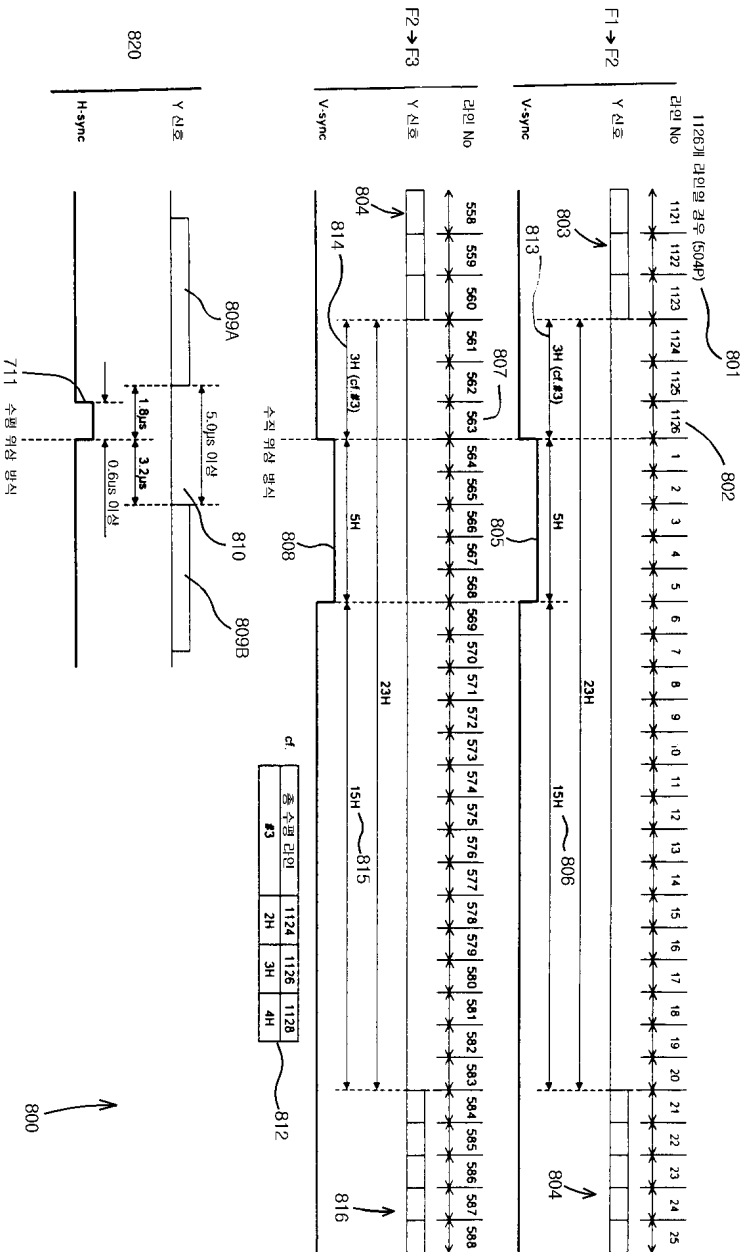 1126개 라인일 경우 (504P)
801
802
F1→F2
라인 No
1121 1122 1123 1124 1125 1126 1 2 3 4 5 6 7 8 9 10 11 12 13 14 15 16 17 18 19 20 21 22 23 24 25
Y 신호
803
804
23H
V-sync
813
3H (cf.#3)
5H
15H
805
806
F2→F3
라인 No
558 559 560 561 562 563 564 565 566 567 568 569 570 571 572 573 574 575 576 577 578 579 580 581 582 583 584 585 586 587 588
807
Y 신호
804
816
23H
V-sync
814
3H (cf.#3)
5H
15H
808
815
수직 위상 방식
cf.
총 수평 라인 1124 1126 1128
#3 2H 3H 4H
812
820
Y 신호
809A
810
809B
5.0μs 이상
1.8μs
3.2μs
0.6μs 이상
H-sync
711
수평 위상 방식
800